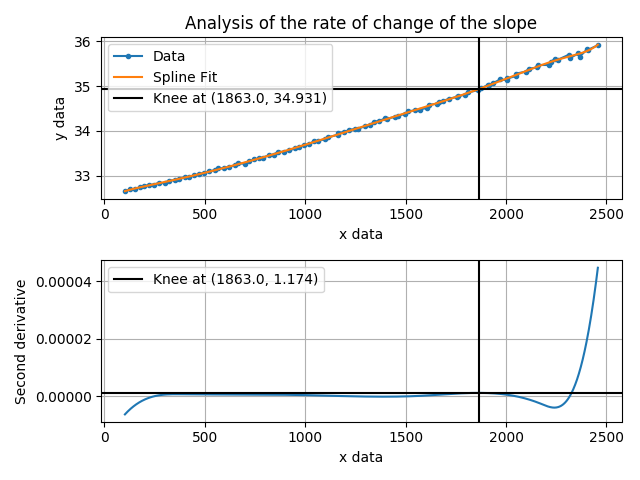 Analysis of the rate of change of the slope
36
35
34
33
y data
Data
Spline Fit
Knee at (1863.0, 34.931)
0 500 1000 1500 2000 2500
x data
0.00004
0.00002
0.00000
Second derivative
Knee at (1863.0, 1.174)
0 500 1000 1500 2000 2500
x data